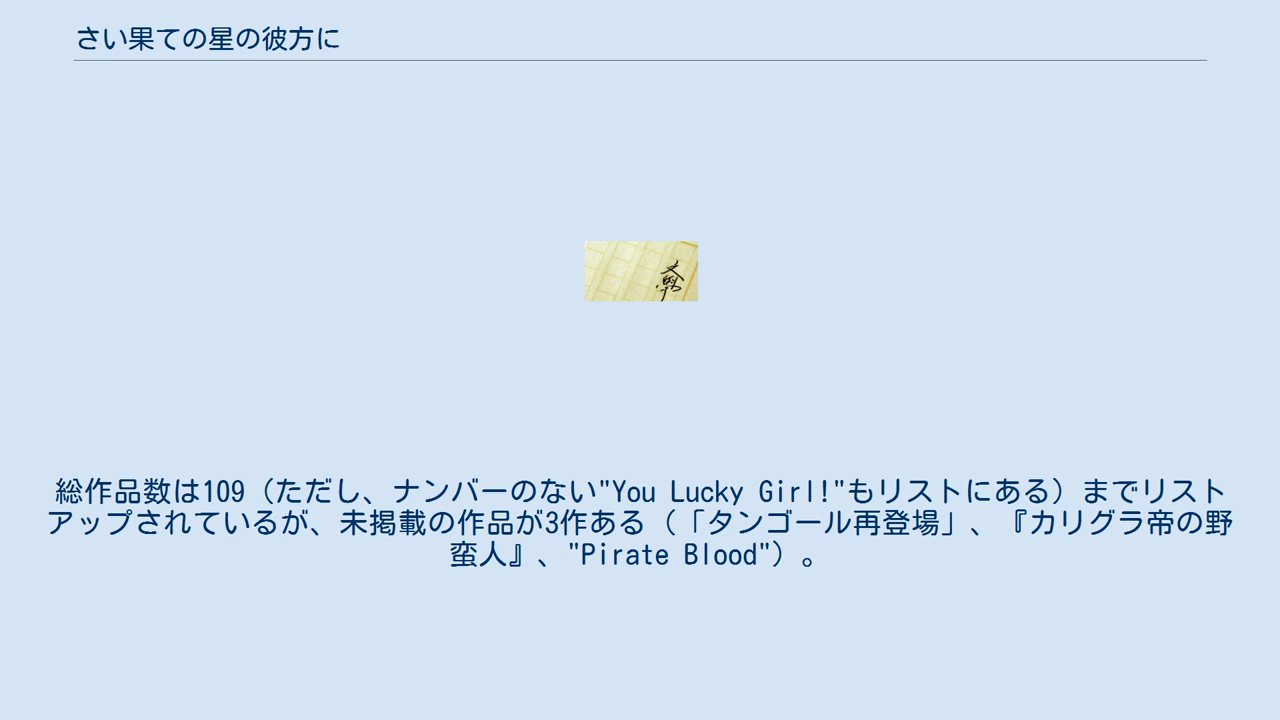 さい果ての星の彼方に
総作品数は109（ただし、ナンバーのない"You Lucky Girl!"もリストにある）までリスト
アップされているが、未掲載の作品が3作ある（「タンゴール再登場」、『カリグラ帝の野
蛮人』、"Pirate Blood"）。